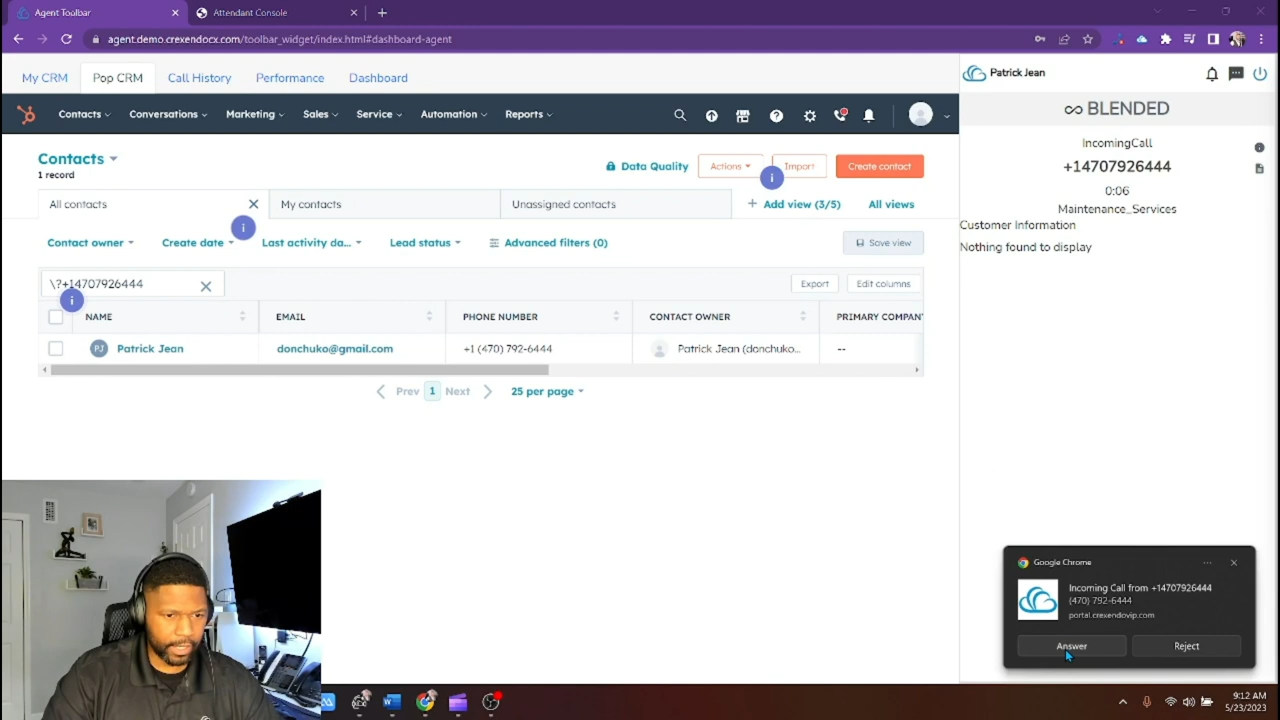 Agent Toolbar
Attendant Console
agent.demo.crexendocx.com/toolbar_widget/index.html#dashboard-agent
My CRM Pop CRM Call History Performance Dashboard
Contacts Conversations Marketing Sales Service Automation Reports
Contacts
1 record
Data Quality Actions Import Create contact
All contacts My contacts Unassigned contacts + Add view (3/5) All views
Contact owner Create date Last activity da... Lead status Advanced filters (0) Save view
\?+14707926444 Export Edit columns
NAME EMAIL PHONE NUMBER CONTACT OWNER PRIMARY COMPAN
PJ Patrick Jean donchuko@gmail.com +1 (470) 792-6444 Patrick Jean (donchuko... --
Prev 1 Next 25 per page
Patrick Jean
BLENDED
IncomingCall
+14707926444
0:06
Maintenance_Services
Customer Information
Nothing found to display
Google Chrome
Incoming Call from +14707926444
(470) 792-6444
portal.crexendovip.com
Answer Reject
9:12 AM
5/23/2023